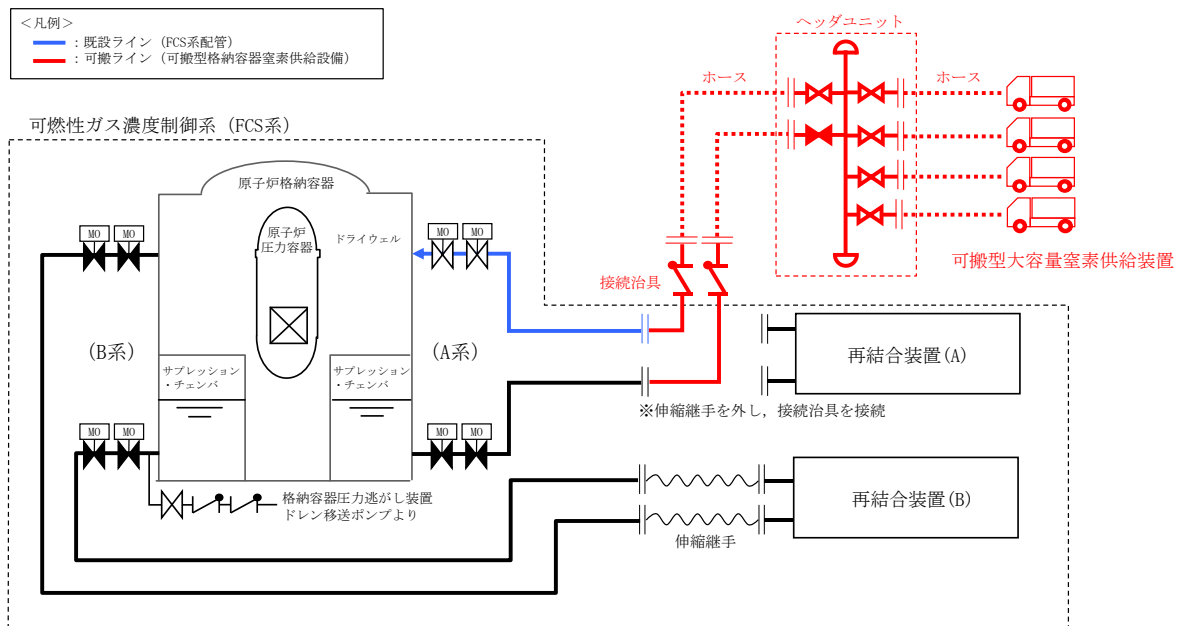 ＜凡例＞
：既設ライン（FCS系配管）
：可搬ライン（可搬型格納容器窒素供給設備）
可燃性ガス濃度制御系（FCS系）
ヘッダユニット
ホース
ホース
可搬型大容量窒素供給装置
接続治具
原子炉格納容器
原子炉
圧力容器
ドライウェル
MO
MO
MO
MO
(B系)
(A系)
サプレッション
・チェンバ
サプレッション
・チェンバ
MO
MO
MO
MO
再結合装置(A)
※伸縮継手を外し，接続治具を接続
格納容器圧力逃がし装置
ドレン移送ポンプより
再結合装置(B)
伸縮継手